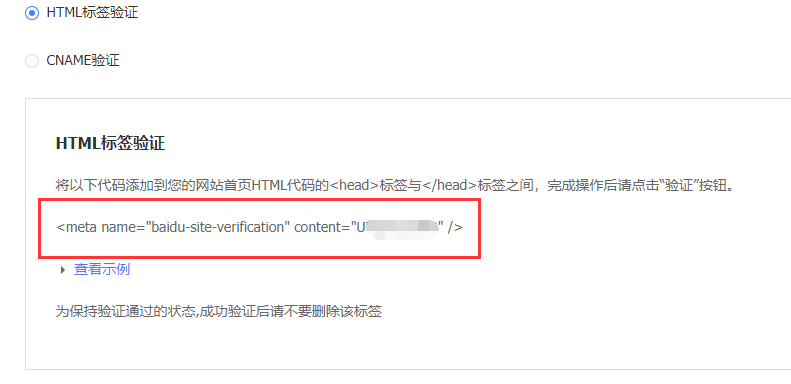 HTML标签验证
CNAME验证
HTML标签验证
将以下代码添加到您的网站首页HTML代码的<head>标签与</head>标签之间，完成操作后请点击“验证”按钮。
<meta name="baidu-site-verification" content="U" />
查看示例
为保持验证通过的状态,成功验证后请不要删除该标签